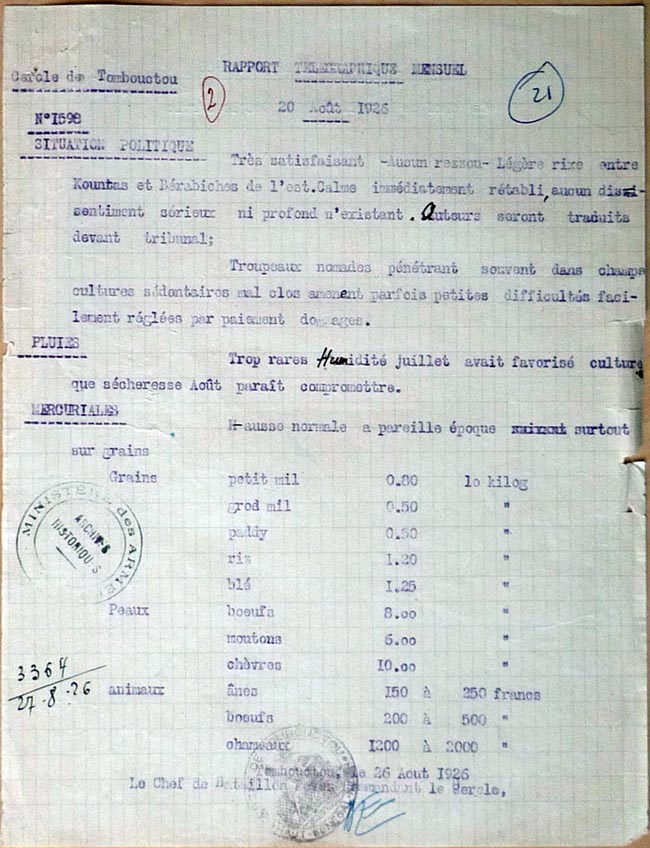 RAPPORT TELEGRAPHIQUE MENSUEL
Cercle de Tombouctou
2
21
20 Août 1926
N°1598
SITUATION POLITIQUE
Très satisfaisant -Aucun rezzou- Légère rixe entre
Kountas et Bérabiches de l'est.Calme immédiatement rétabli, aucun dis-
sentiment sérieux ni profond n'existant. Auteurs seront traduits
devant tribunal;
Troupeaux nomades pénétrant souvent dans champs
cultures sédentaires mal clos amenent parfois petites difficultés faci-
lement réglées par paiement dommages.
PLUIES
Trop rares Humidité juillet avait favorisé culture
que sécheresse Août paraît compromettre.
MERCURIALES
Hausse normale a pareille époque surtout
sur grains
Grains petit mil 0.80 le kilog
grod mil 0.50 "
paddy 0.50 "
riz 1.20 "
blé 1.25 "
Peaux boeufs 8.00 "
moutons 6.00 "
chèvres 10.00 "
animaux ânes 150 à 250 francs
boeufs 200 à 500 "
chameaux 1200 à 2000 "
Tombouctou, le 26 Aout 1926
Le Chef de Bataillon Commandant le Cercle,
MINISTERE des ARMEES
ARCHIVES
HISTORIQUES
3364
27.8.26